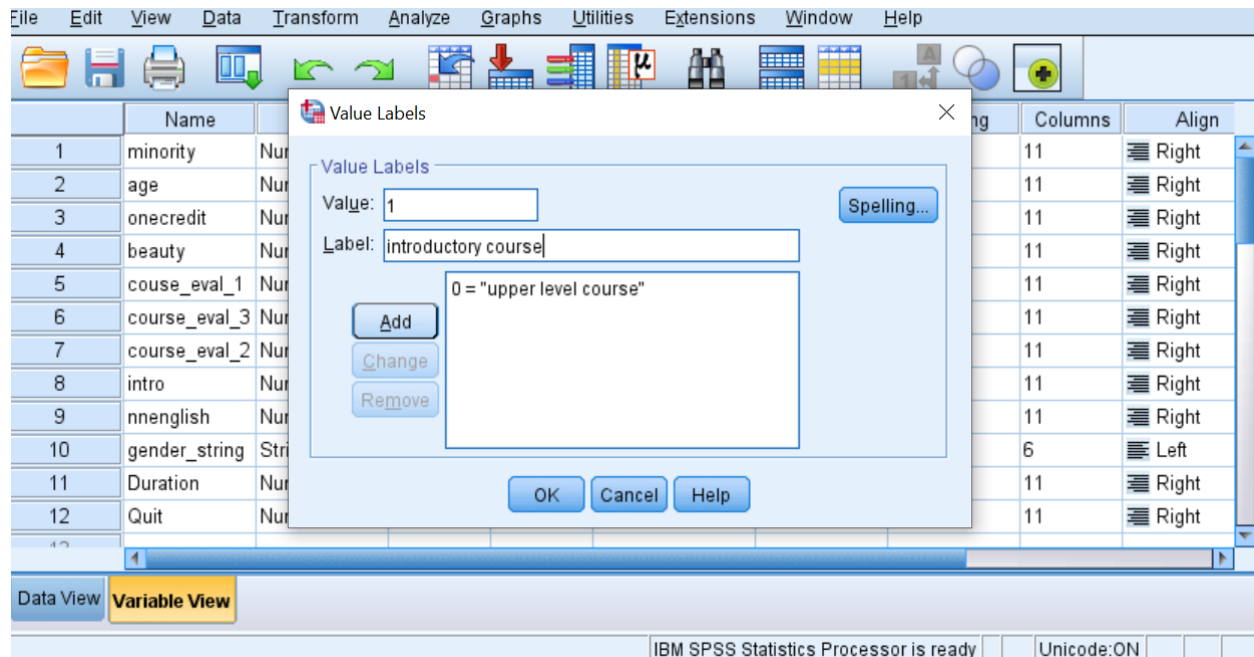 File Edit View Data Transform Analyze Graphs Utilities Extensions Window Help
Value Labels
Name ng Columns Align
1 minority Nur 11 Right
2 age Nur 11 Right
3 onecredit Nur 11 Right
4 beauty Nur 11 Right
5 couse_eval_1 Nur 11 Right
6 course_eval_3 Nur 11 Right
7 course_eval_2 Nur 11 Right
8 intro Nur 11 Right
9 nnenglish Nur 11 Right
10 gender_string Stri 6 Left
11 Duration Nur 11 Right
12 Quit Nur 11 Right
Value Labels
Value: 1 Spelling...
Label: introductory course
0 = "upper level course"
Add
Change
Remove
OK Cancel Help
Data View Variable View
IBM SPSS Statistics Processor is ready Unicode:ON